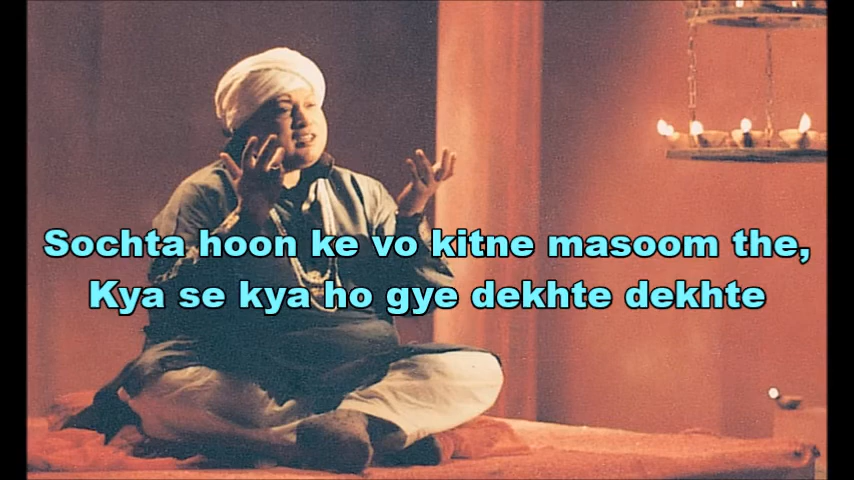 Sochta hoon ke vo kitne masoom the,
Kya se kya ho gye dekhte dekhte